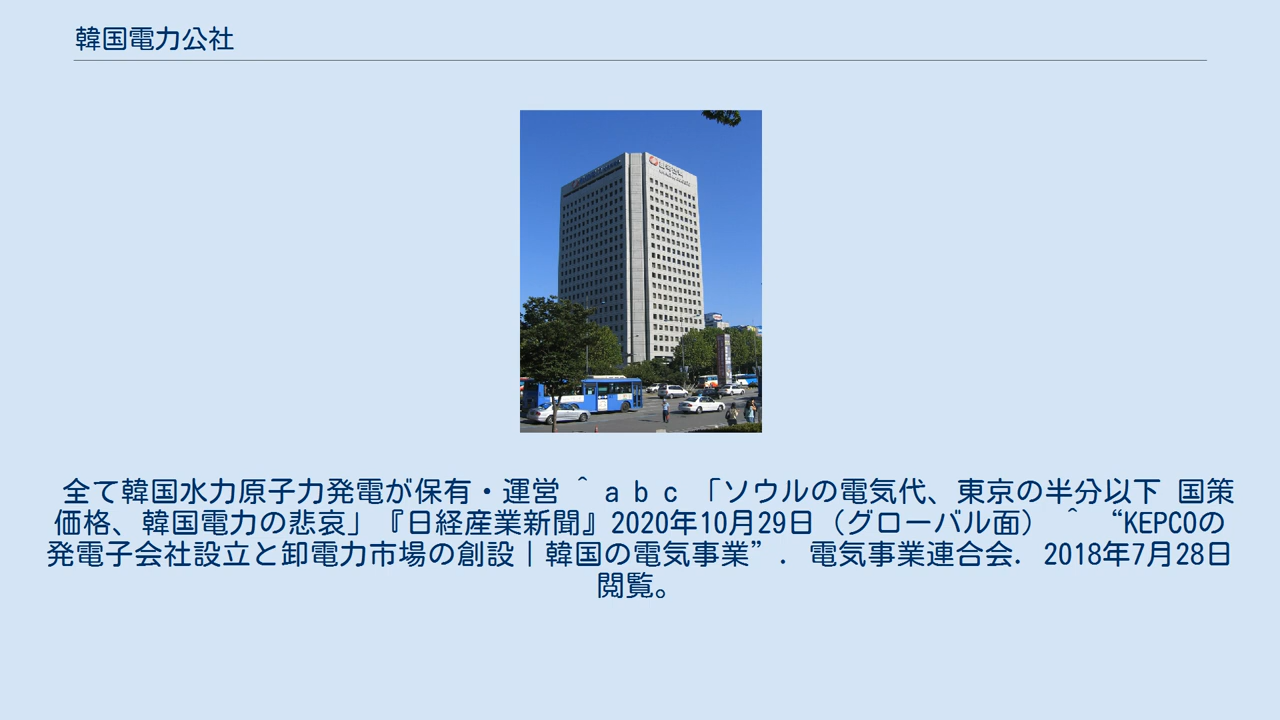 韓国電力公社
全て韓国水力原子力発電が保有・運営 ^ a b c 「ソウルの電気代、東京の半分以下 国策
価格、韓国電力の悲哀」『日経産業新聞』2020年10月29日（グローバル面） ^ “KEPCOの
発電子会社設立と卸電力市場の創設｜韓国の電気事業”. 電気事業連合会. 2018年7月28日
閲覧。